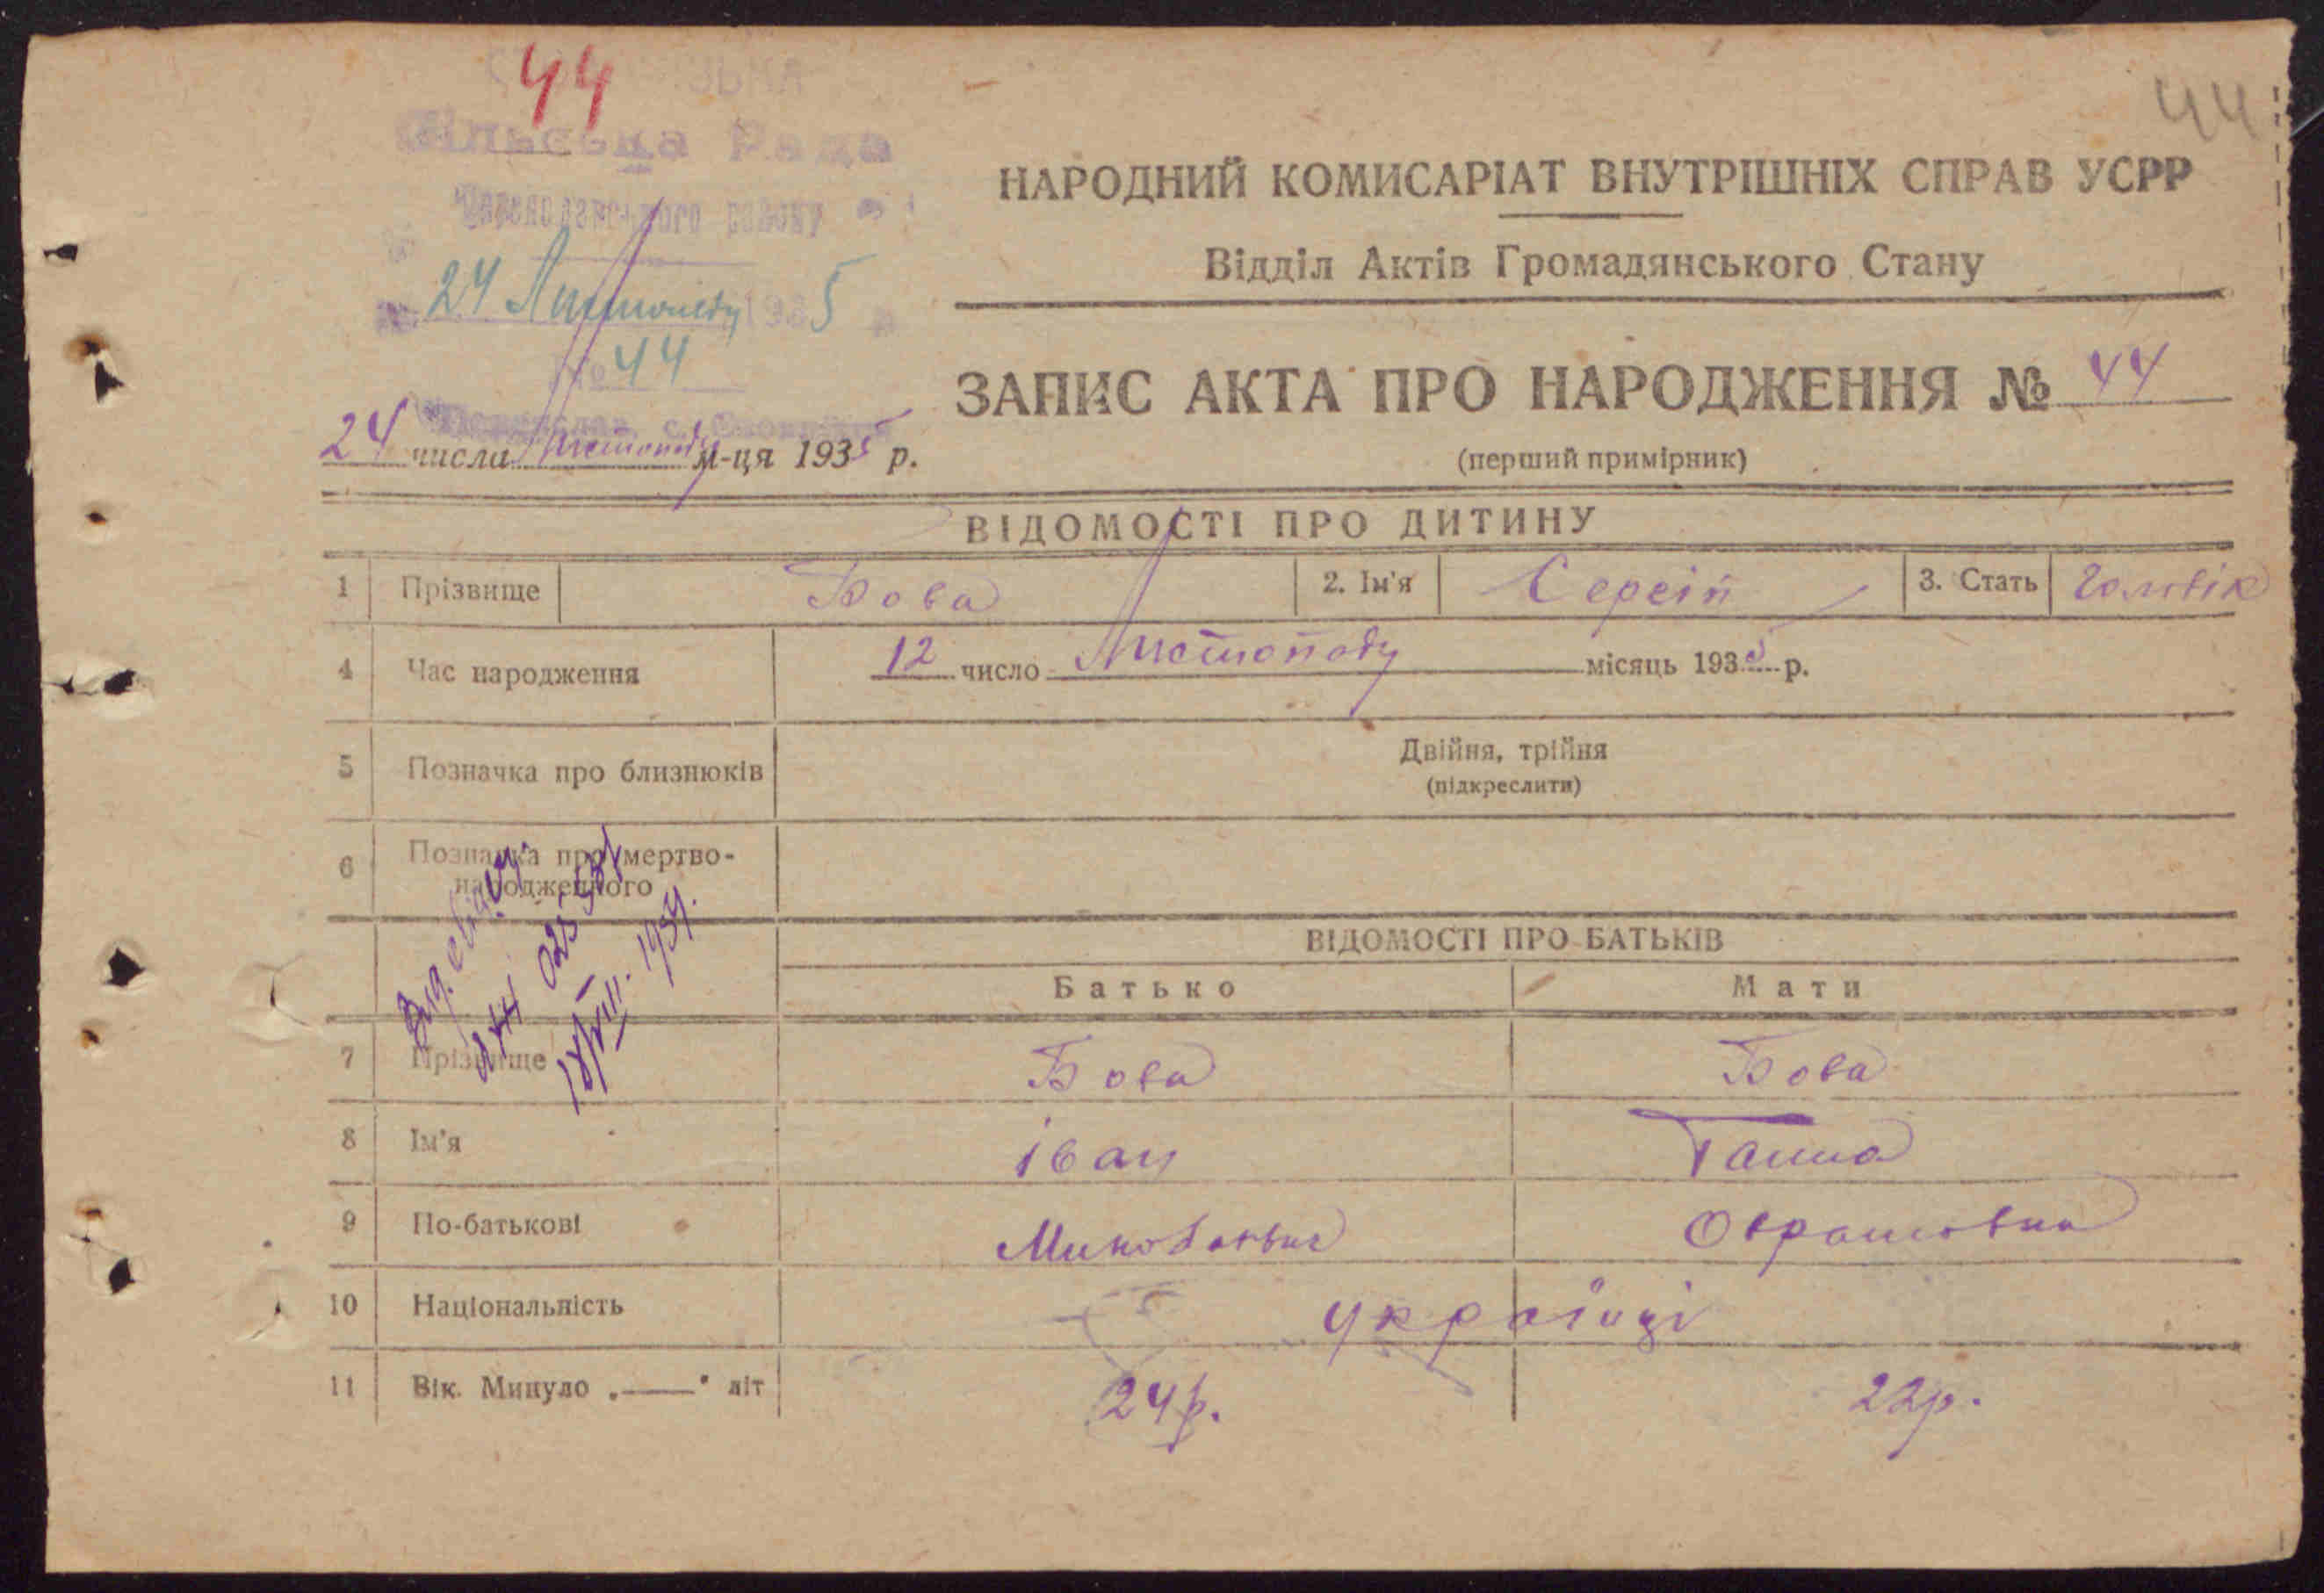 44
44
Сільська Рада
24 Листопаду 1935
№ 44
НАРОДНИЙ КОМИСАРІАТ ВНУТРІШНІХ СПРАВ УСРР
Відділ Актів Громадянського Стану
ЗАПИС АКТА ПРО НАРОДЖЕННЯ № 44
(перший примірник)
24 числа листопаду м-ця 1935 р.
ВІДОМОСТІ ПРО ДИТИНУ
1 Прізвище Бова 2. Ім'я Сергій 3. Стать Чоловік
4 Час народження 12 число Листопаду місяць 1935 р.
5 Позначка про близнюків Двійня, трійня
(підкреслити)
6 Позначка про мертво-
народженого
ВІДОМОСТІ ПРО БАТЬКІВ
Батько Мати
7 Прізвище Бова Бова
8 Ім'я Іван Ганна
9 По-батькові
10 Національність українці
11 Вік. Минуло „—" літ 24р. 22р.